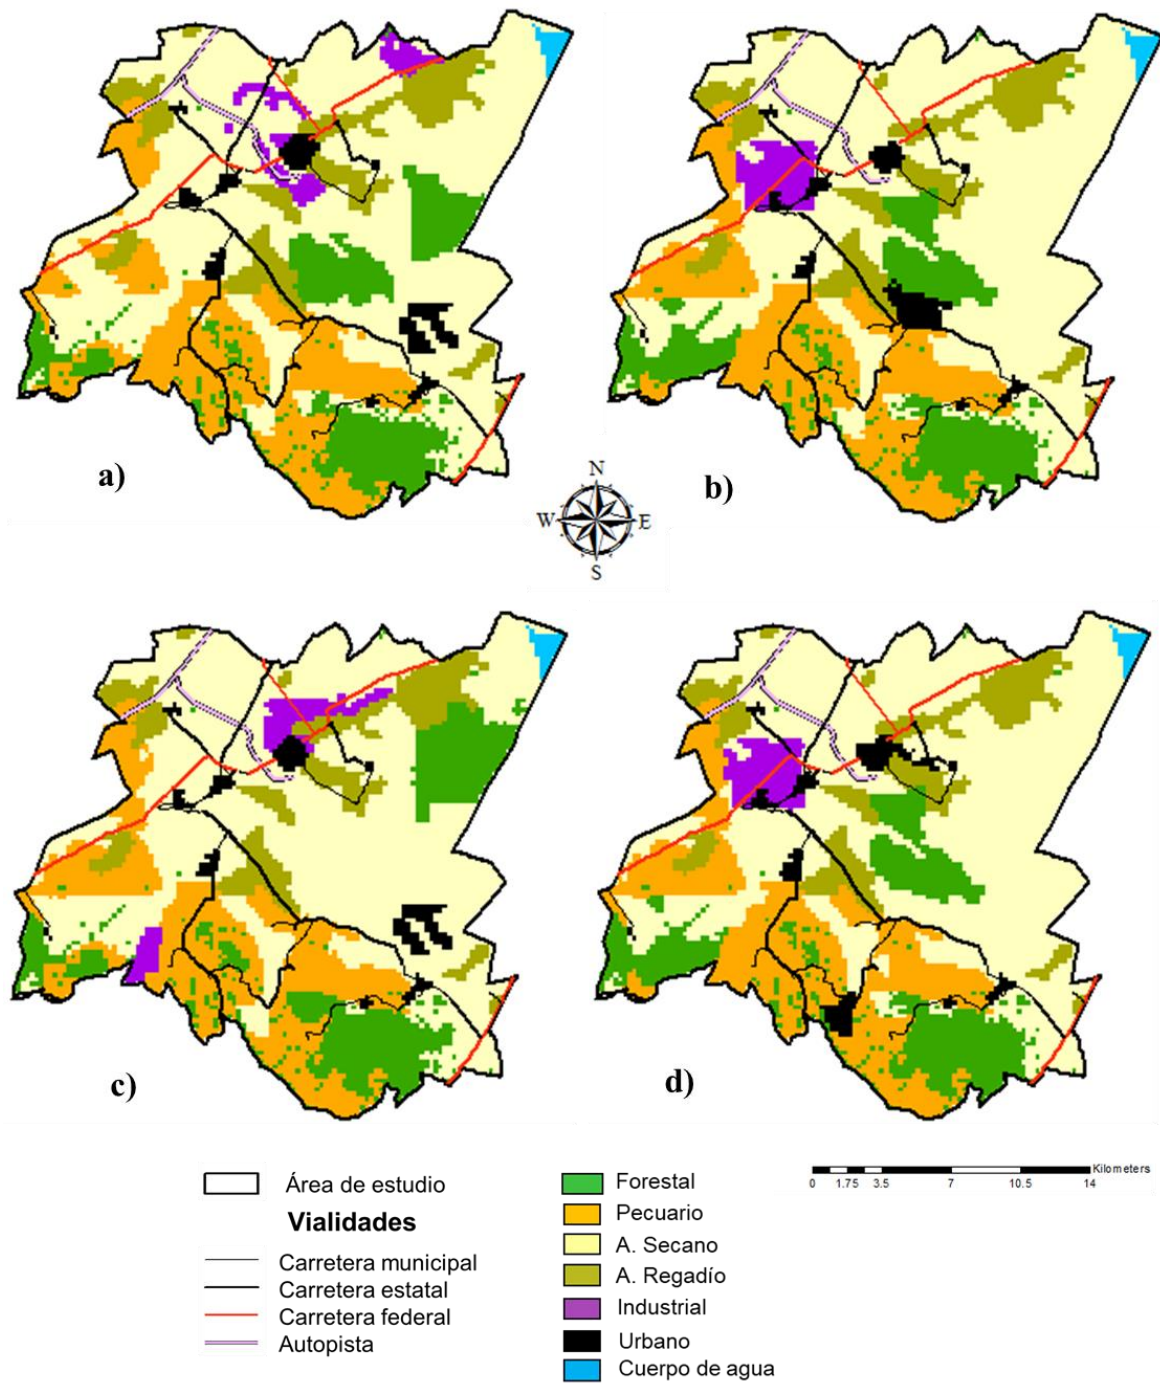 a)
b)
N
W
E
S
c)
d)
Área de estudio
Vialidades
Carretera municipal
Carretera estatal
Carretera federal
Autopista
Forestal
Pecuario
A. Secano
A. Regadío
Industrial
Urbano
Cuerpo de agua
Kilometers
0 1.75 3.5 7 10.5 14